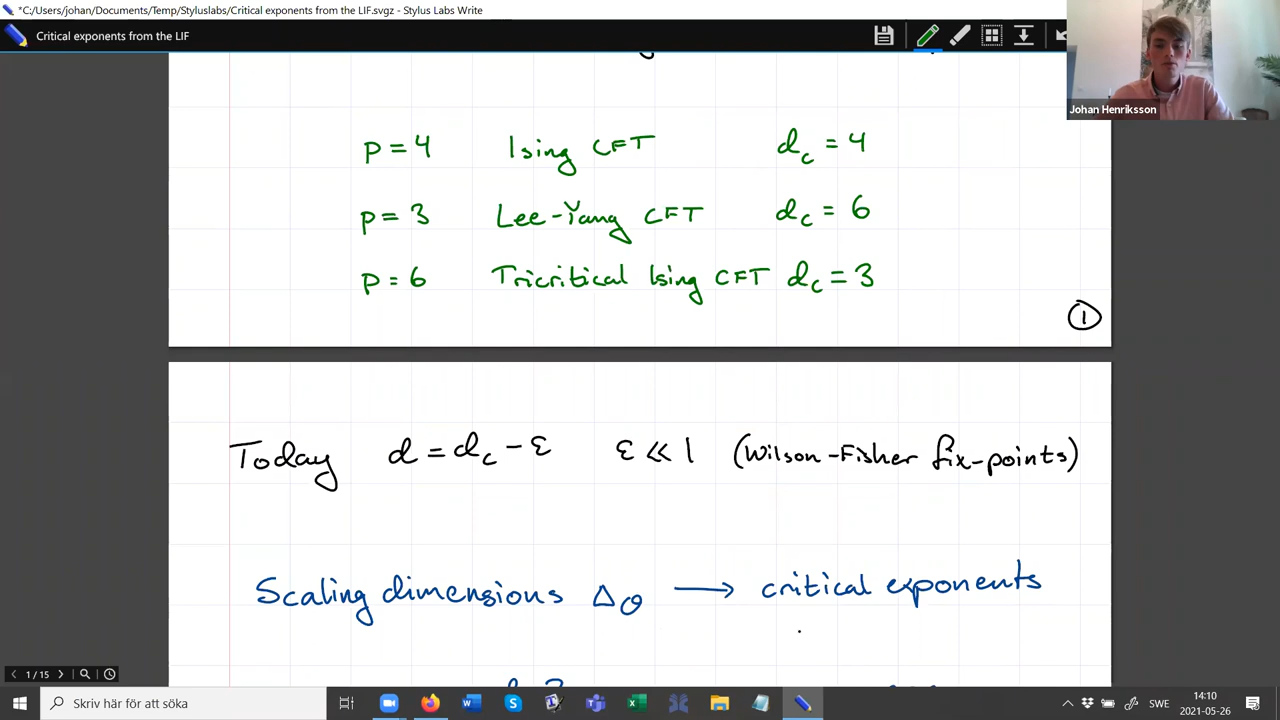 *C:/Users/johan/Documents/Temp/Styluslabs/Critical exponents from the LIF.svgz - Stylus Labs Write
Critical exponents from the LIF
Johan Henriksson
p = 4 Ising CFT d_c = 4
p = 3 Lee-Yang CFT d_c = 6
p = 6 Tricritical Ising CFT d_c = 3
1
Today d = d_c - ε ε << 1 (Wilson-Fisher fix-points)
Scaling dimensions Δ_O → critical exponents
1 / 15
Skriv här för att söka
SWE
14:10
2021-05-26